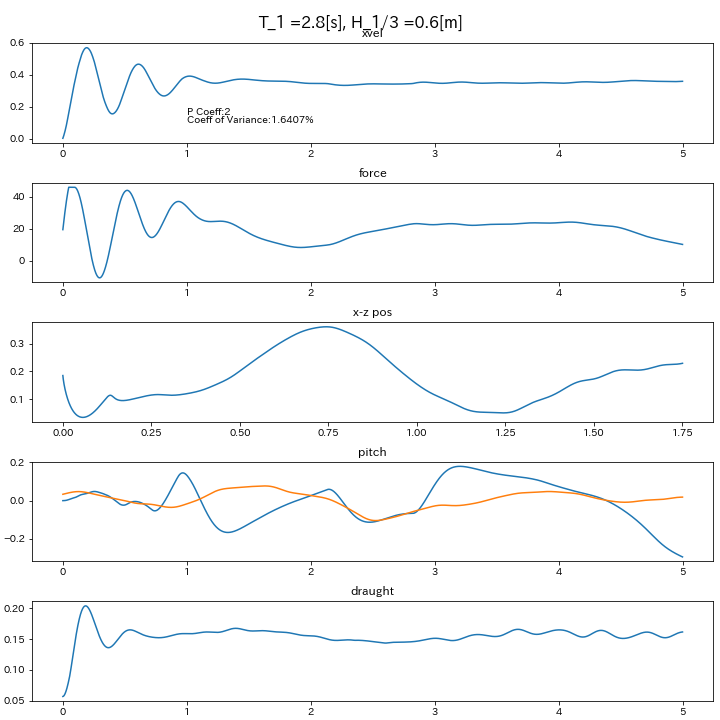 T_1 =2.8[s], H_1/3 =0.6[m]
xvel
0.6
0.4
0.2
0.0
P Coeff:2
Coeff of Variance:1.6407%
0 1 2 3 4 5
force
40
20
0
0 1 2 3 4 5
x-z pos
0.3
0.2
0.1
0.00 0.25 0.50 0.75 1.00 1.25 1.50 1.75
pitch
0.2
0.0
−0.2
0 1 2 3 4 5
draught
0.20
0.15
0.10
0.05
0 1 2 3 4 5